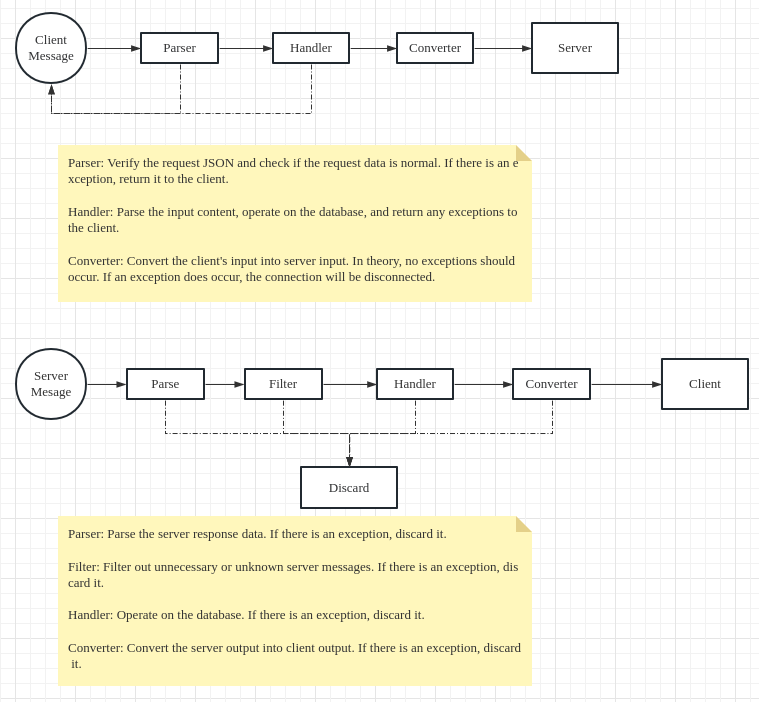 Client
Message
Parser
Handler
Converter
Server
Parser: Verify the request JSON and check if the request data is normal. If there is an e
xception, return it to the client.
Handler: Parse the input content, operate on the database, and return any exceptions to
the client.
Converter: Convert the client's input into server input. In theory, no exceptions should
occur. If an exception does occur, the connection will be disconnected.
Server
Mesage
Parse
Filter
Handler
Converter
Client
Discard
Parser: Parse the server response data. If there is an exception, discard it.
Filter: Filter out unnecessary or unknown server messages. If there is an exception, dis
card it.
Handler: Operate on the database. If there is an exception, discard it.
Converter: Convert the server output into client output. If there is an exception, discard
it.